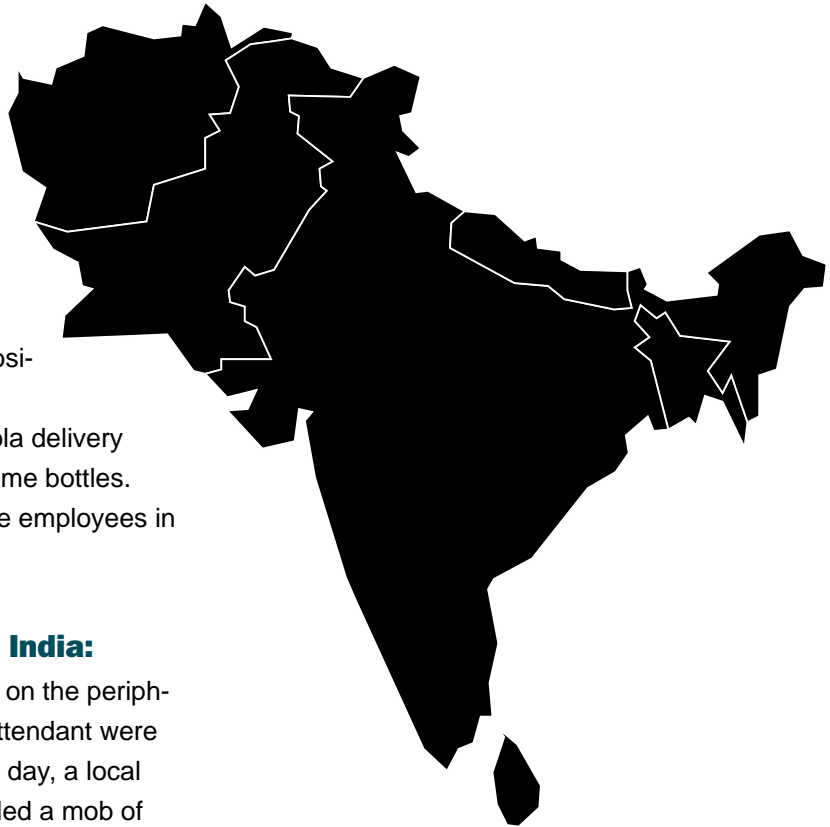 osi-
ola delivery
me bottles.
e employees in
India:
on the periph-
ttendant were
day, a local
led a mob of